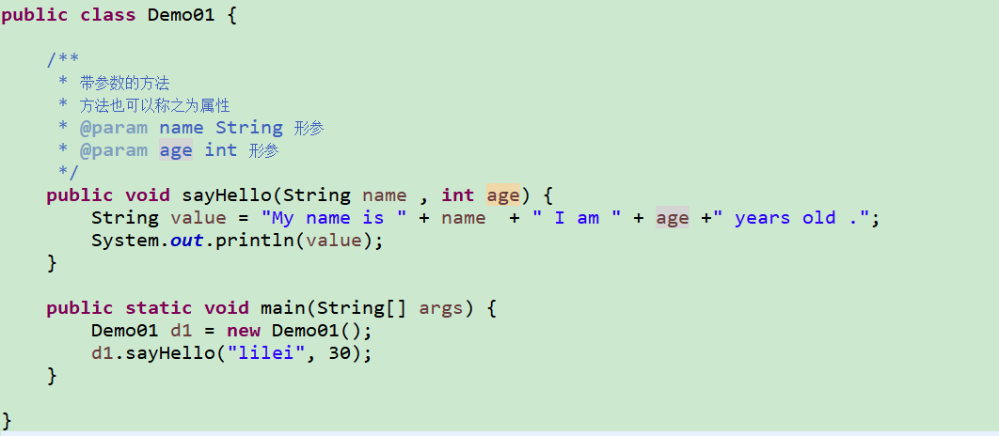 public class Demo01 {
/**
* 带参数的方法
* 方法也可以称之为属性
* @param name String 形参
* @param age int 形参
*/
public void sayHello(String name , int age) {
String value = "My name is " + name  + " I am " + age +" years old .";
System.out.println(value);
}
public static void main(String[] args) {
Demo01 d1 = new Demo01();
d1.sayHello("lilei", 30);
}
}